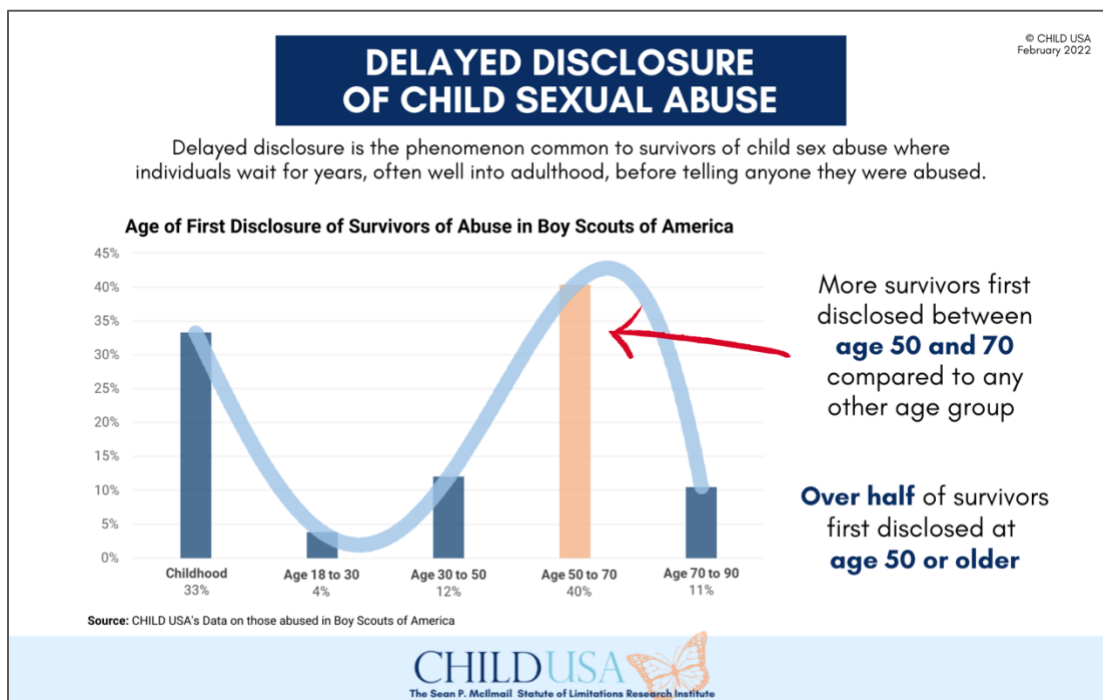 © CHILD USA
February 2022
DELAYED DISCLOSURE
OF CHILD SEXUAL ABUSE
Delayed disclosure is the phenomenon common to survivors of child sex abuse where
individuals wait for years, often well into adulthood, before telling anyone they were abused.
Age of First Disclosure of Survivors of Abuse in Boy Scouts of America
45%
40%
35%
30%
25%
20%
15%
10%
5%
0%
Childhood
33%
Age 18 to 30
4%
Age 30 to 50
12%
Age 50 to 70
40%
Age 70 to 90
11%
More survivors first
disclosed between
age 50 and 70
compared to any
other age group
Over half of survivors
first disclosed at
age 50 or older
Source: CHILD USA's Data on those abused in Boy Scouts of America
CHILD USA
The Sean P. McIlmail Statute of Limitations Research Institute